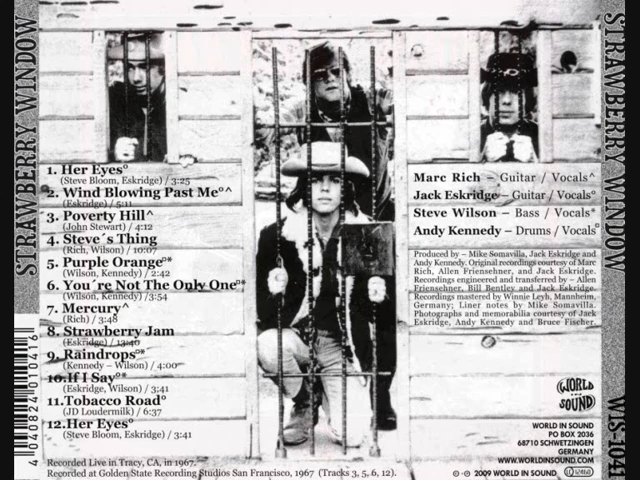 STRAWBERRY WINDOW
1. Her Eyes°
(Steve Bloom, Eskridge) / 3:25
2. Wind Blowing Past Me°^
(Eskridge) / 5:11
3. Poverty Hill^
(John Stewart) / 4:12
4. Steve´s Thing
(Rich, Wilson) / 10:07
5. Purple Orange°*
(Wilson, Kennedy) / 2:42
6. You´re Not The Only One°*
(Wilson, Kennedy)/ 3:54
7. Mercury^
(Rich) / 3:48
8. Strawberry Jam
(Eskridge) / 13:40
9. Raindrops°*
(Kennedy – Wilson) / 4:00
10.If I Say°*
(Eskridge, Wilson) / 3:41
11.Tobacco Road°
(JD Loudermilk) / 6:37
12.Her Eyes°
(Steve Bloom, Eskridge) / 3:41
Recorded Live in Tracy, CA, in 1967.
Recorded at Golden State Recording Studios San Francisco, 1967 (Tracks 3, 5, 6, 12).
4 040824 010416
Marc Rich – Guitar / Vocals^
Jack Eskridge – Guitar / Vocals°
Steve Wilson – Bass / Vocals*
Andy Kennedy – Drums / Vocals°
Produced by – Mike Somavilla, Jack Eskridge and
Andy Kennedy. Original recordings courtesy of Marc
Rich, Allen Friensehner, and Jack Eskridge.
Recordings engineered and transferred by – Allen
Friensehner, Bill Bentley and Jack Eskridge
Recordings mastered by Winnie Leyh, Mannheim,
Germany; Liner notes by Mike Somavilla.
Photographs and memorabilia courtesy of Jack
Eskridge, Andy Kennedy and Bruce Fischer.
WORLD
IN
SOUND
WORLD IN SOUND
PO BOX 2036
68710 SCHWETZINGEN
GERMANY
WWW.WORLDINSOUND.COM
2009 WORLD IN SOUND
STRAWBERRY WINDOW
WIS-1041